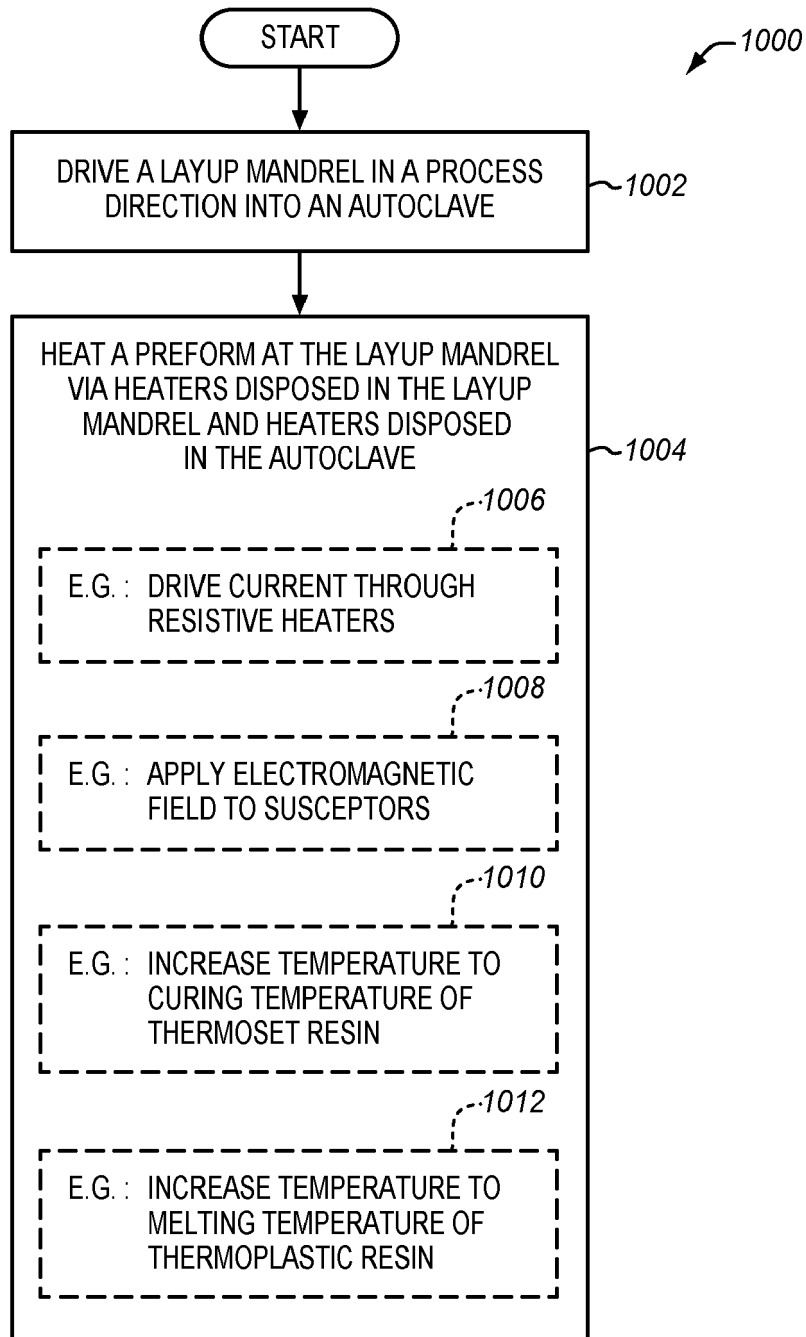 START
1000
DRIVE A LAYUP MANDREL IN A PROCESS
DIRECTION INTO AN AUTOCLAVE
1002
HEAT A PREFORM AT THE LAYUP MANDREL
VIA HEATERS DISPOSED IN THE LAYUP
MANDREL AND HEATERS DISPOSED
IN THE AUTOCLAVE
1004
1006
E.G. : DRIVE CURRENT THROUGH
RESISTIVE HEATERS
1008
E.G. : APPLY ELECTROMAGNETIC
FIELD TO SUSCEPTORS
1010
E.G. : INCREASE TEMPERATURE TO
CURING TEMPERATURE OF
THERMOSET RESIN
1012
E.G. : INCREASE TEMPERATURE TO
MELTING TEMPERATURE OF
THERMOPLASTIC RESIN